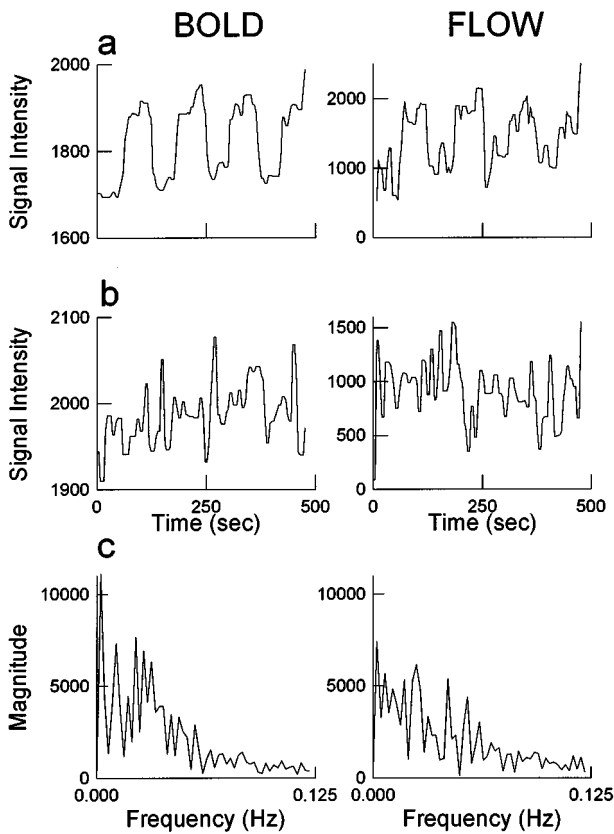 BOLD FLOW
a
Signal Intensity
2000
1800
1600
2000
1000
0
b
Signal Intensity
2100
2000
1900
0 250 500
Time (sec)
1500
1000
500
0
0 250 500
Time (sec)
c
Magnitude
10000
5000
0
0.000 0.125
Frequency (Hz)
10000
5000
0
0.000 0.125
Frequency (Hz)